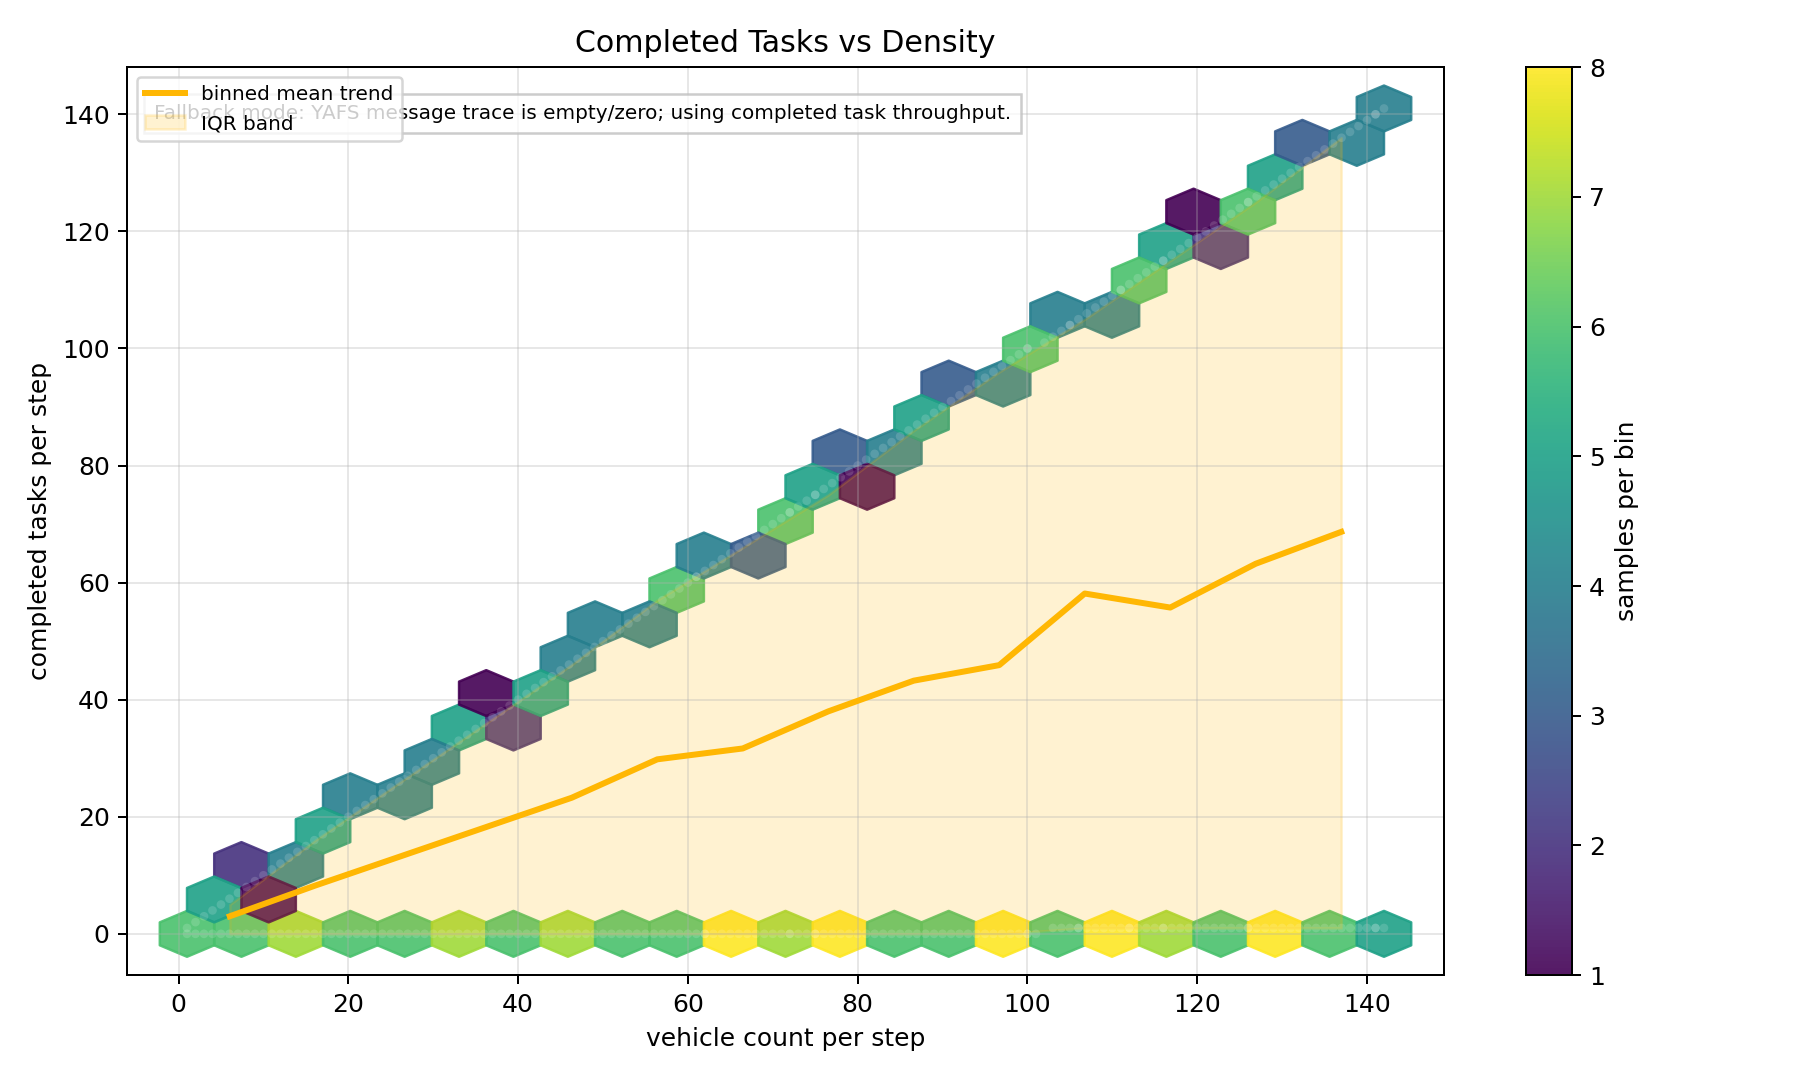 Completed Tasks vs Density
binned mean trend
IQR band
Fallback mode: YAFS message trace is empty/zero; using completed task throughput.
completed tasks per step
140
120
100
80
60
40
20
0
0 20 40 60 80 100 120 140
vehicle count per step
8
7
6
5
4
3
2
1
samples per bin